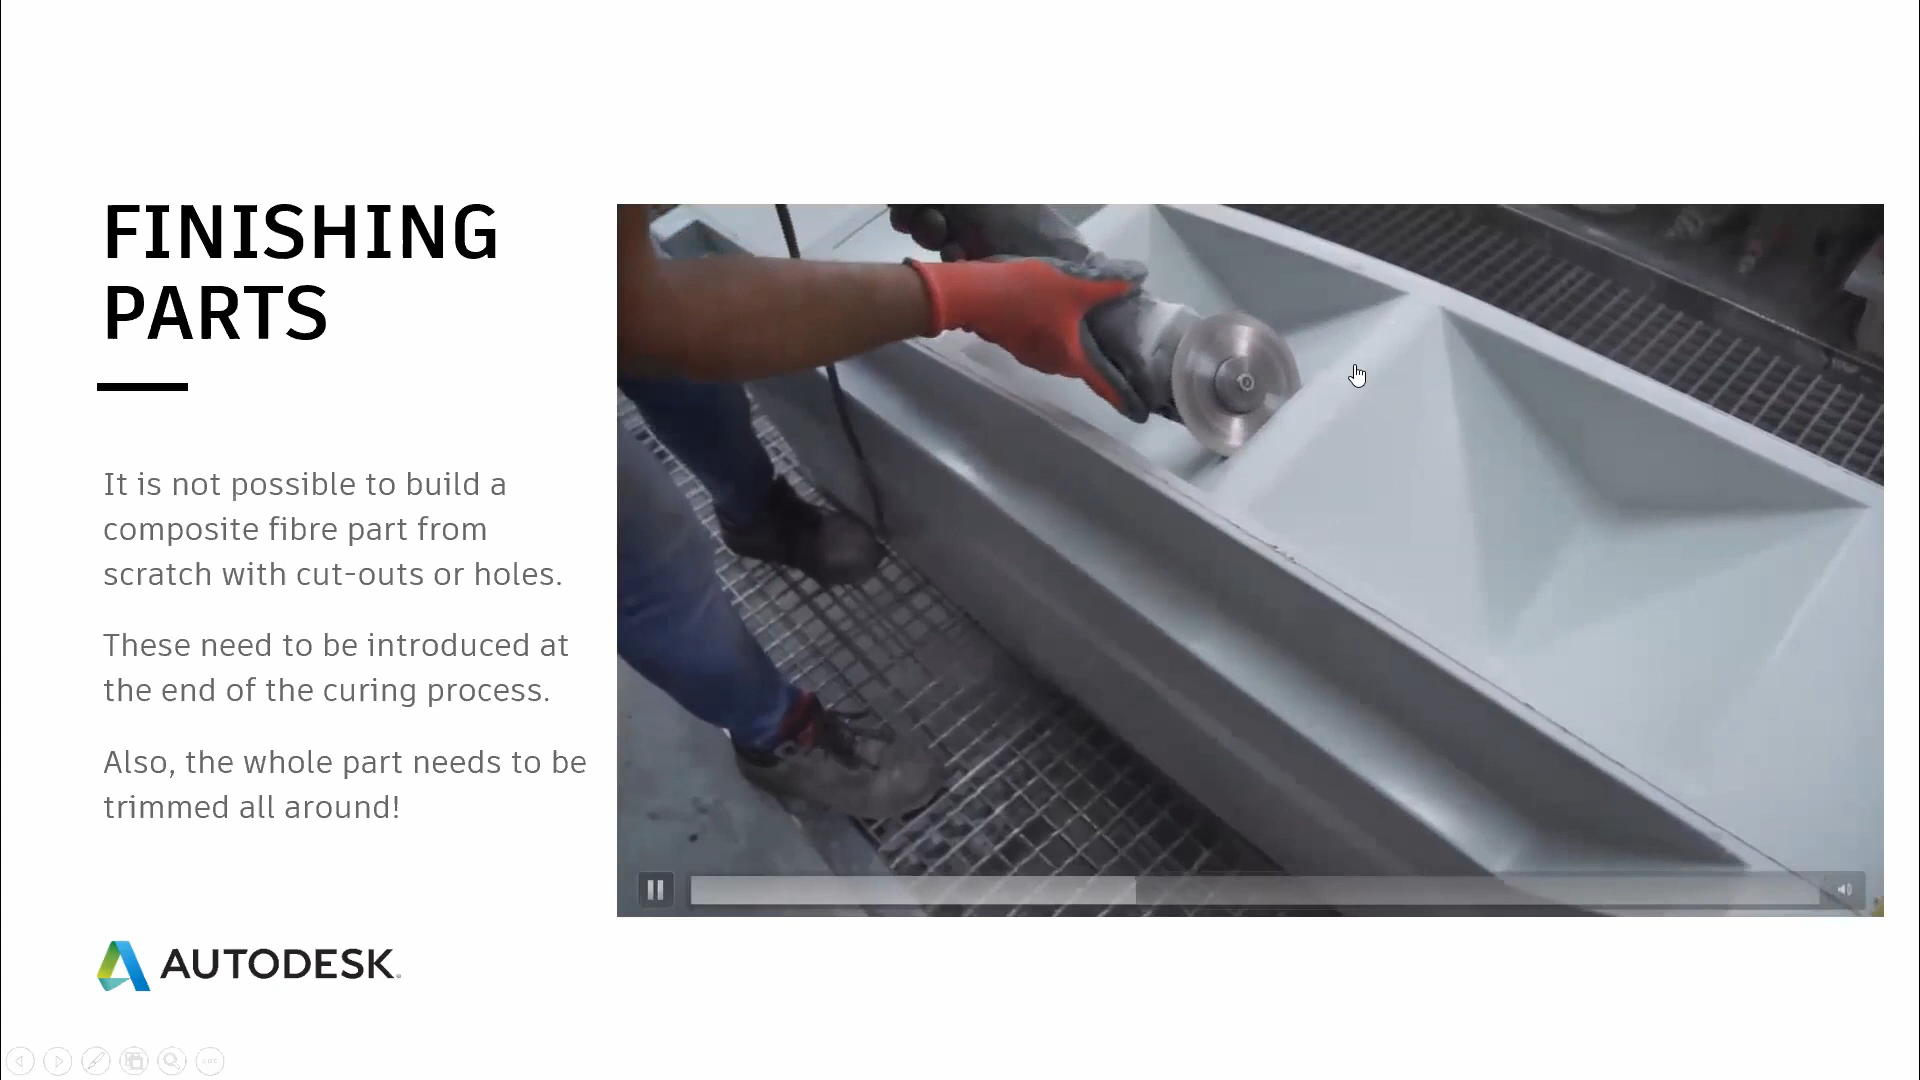 FINISHING
PARTS
It is not possible to build a
composite fibre part from
scratch with cut-outs or holes.
These need to be introduced at
the end of the curing process.
Also, the whole part needs to be
trimmed all around!
AUTODESK